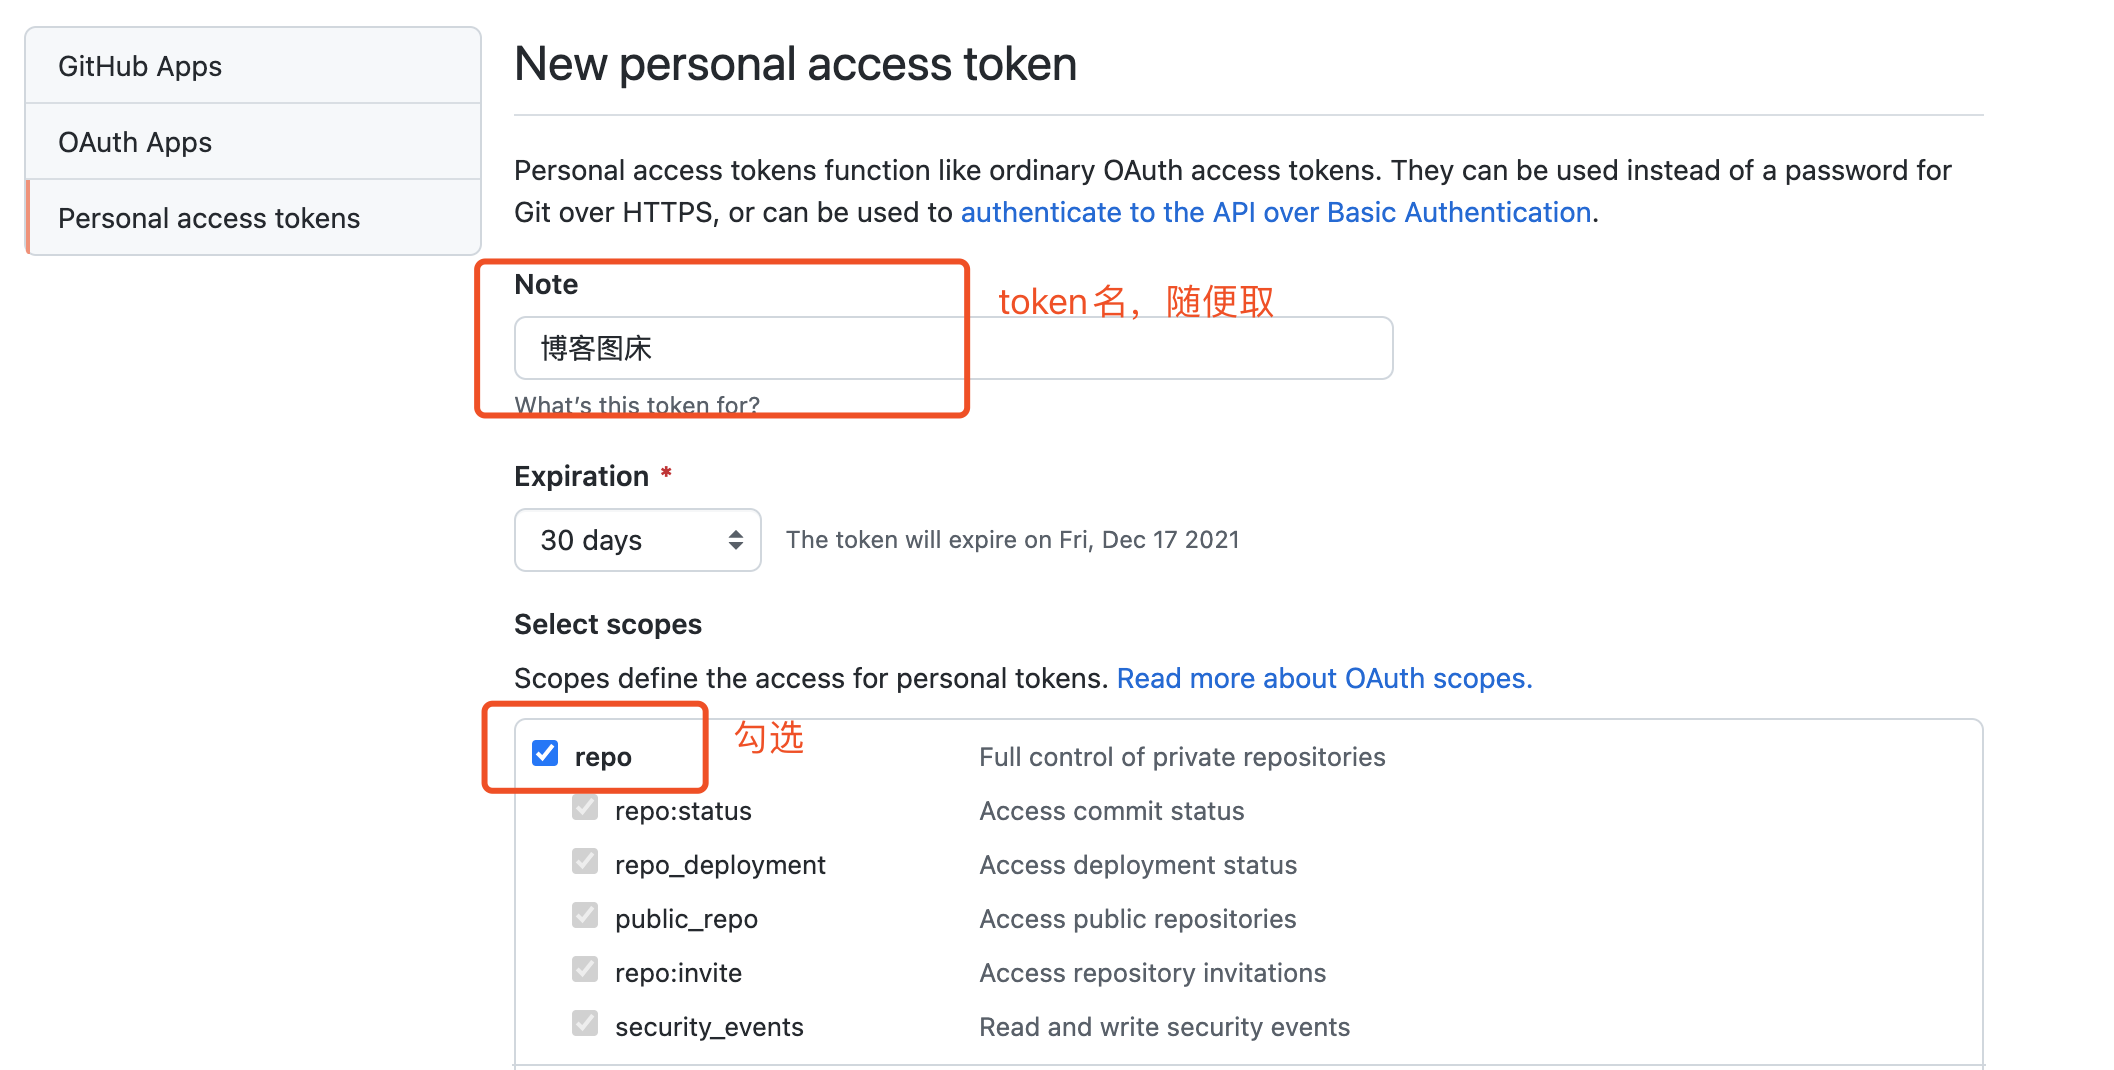 GitHub Apps
OAuth Apps
Personal access tokens
New personal access token
Personal access tokens function like ordinary OAuth access tokens. They can be used instead of a password for
Git over HTTPS, or can be used to authenticate to the API over Basic Authentication.
Note
token名，随便取
博客图床
What's this token for?
Expiration *
30 days
The token will expire on Fri, Dec 17 2021
Select scopes
Scopes define the access for personal tokens. Read more about OAuth scopes.
勾选
repo Full control of private repositories
repo:status Access commit status
repo_deployment Access deployment status
public_repo Access public repositories
repo:invite Access repository invitations
security_events Read and write security events